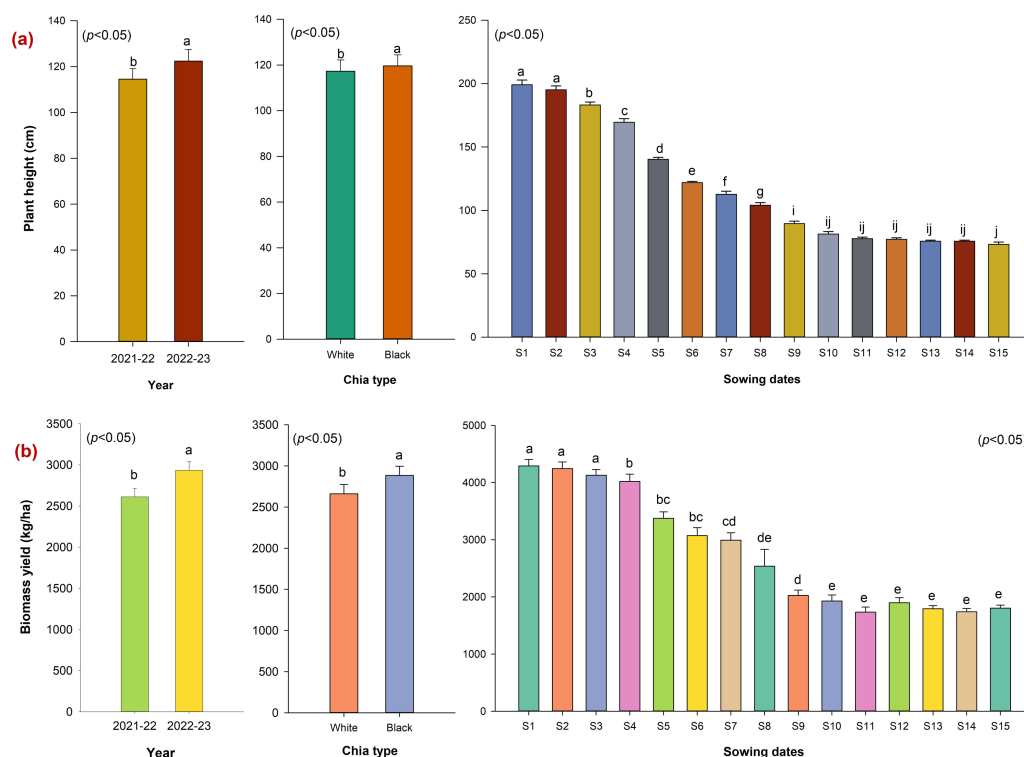 (a)
Plant height (cm)
140
120
100
80
60
40
20
0
(p<0.05)
b
a
2021-22
2022-23
Year
140
120
100
80
60
40
20
0
(p<0.05)
b
a
White
Black
Chia type
250
200
150
100
50
0
(p<0.05)
a
a
b
c
d
e
f
g
i
ij
ij
ij
ij
ij
j
S1
S2
S3
S4
S5
S6
S7
S8
S9
S10
S11
S12
S13
S14
S15
Sowing dates
(b)
Biomass yield (kg/ha)
3500
3000
2500
2000
1500
1000
500
0
(p<0.05)
b
a
2021-22
2022-23
Year
3500
3000
2500
2000
1500
1000
500
0
(p<0.05)
b
a
White
Black
Chia type
5000
4000
3000
2000
1000
0
(p<0.05)
a
a
a
b
bc
bc
cd
de
d
e
e
e
e
e
e
S1
S2
S3
S4
S5
S6
S7
S8
S9
S10
S11
S12
S13
S14
S15
Sowing dates